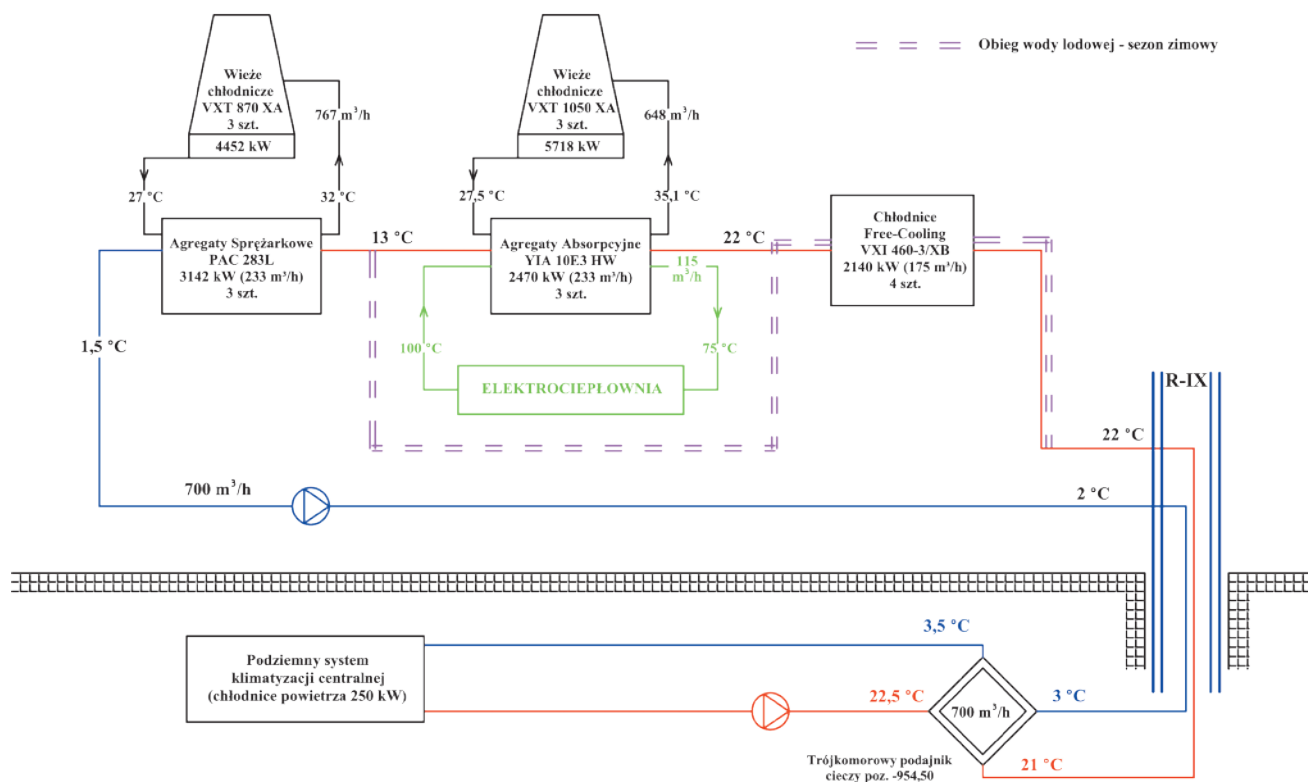 Obieg wody lodowej - sezon zimowy
Wieże
chłodnicze
VXT 870 XA
3 szt.
4452 kW
767 m³/h
27 °C
32 °C
Wieże
chłodnicze
VXT 1050 XA
3 szt.
5718 kW
648 m³/h
27,5 °C
35,1 °C
Agregaty Sprężarkowe
PAC 283L
3142 kW (233 m³/h)
3 szt.
13 °C
Agregaty Absorpcyjne
YIA 10E3 HW
2470 kW (233 m³/h)
3 szt.
22 °C
115
m³/h
Chłodnice
Free-Cooling
VXI 460-3/XB
2140 kW (175 m³/h)
4 szt.
1,5 °C
100 °C
75 °C
ELEKTROCIEPŁOWNIA
R-IX
22 °C
700 m³/h
2 °C
Podziemny system
klimatyzacji centralnej
(chłodnice powietrza 250 kW)
3,5 °C
22,5 °C
700 m³/h
3 °C
21 °C
Trójkomorowy podajnik
cieczy poz. -954,50